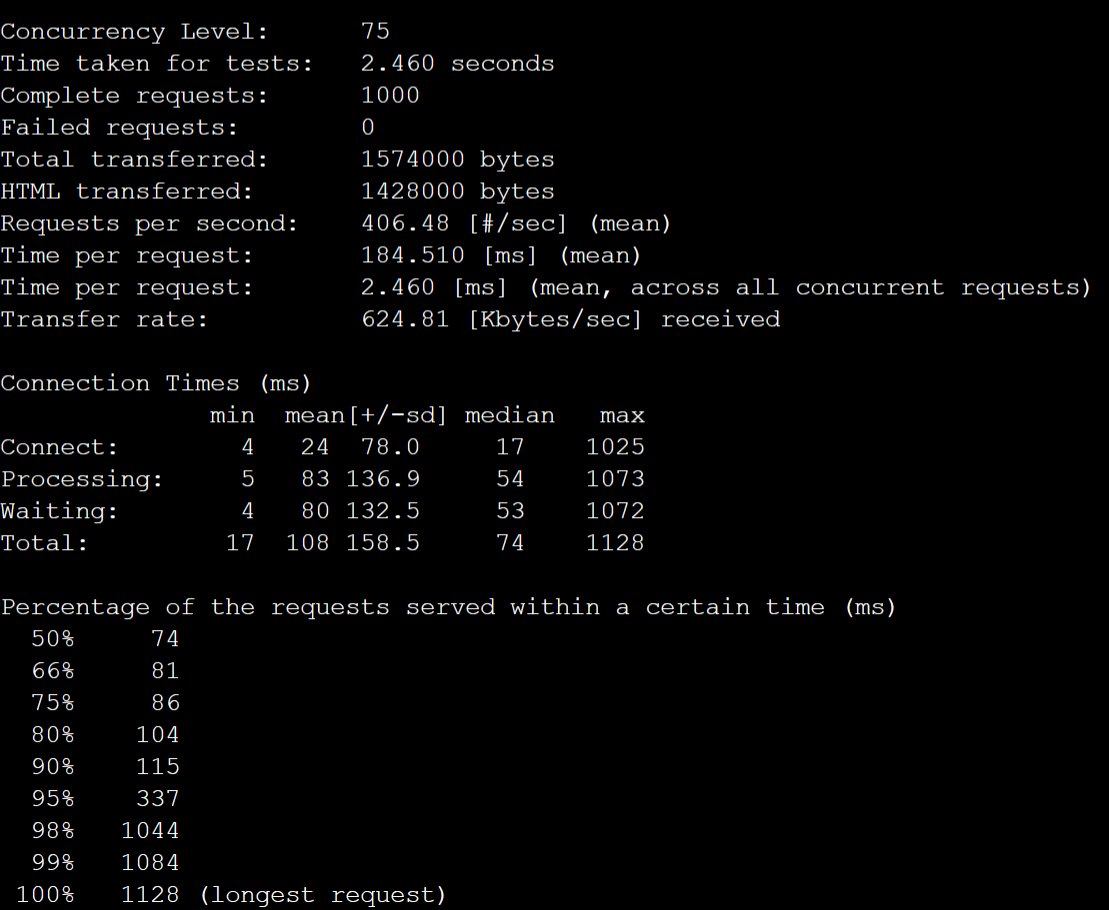 Concurrency Level:      75
Time taken for tests:   2.460 seconds
Complete requests:      1000
Failed requests:        0
Total transferred:      1574000 bytes
HTML transferred:       1428000 bytes
Requests per second:    406.48 [#/sec] (mean)
Time per request:       184.510 [ms] (mean)
Time per request:       2.460 [ms] (mean, across all concurrent requests)
Transfer rate:          624.81 [Kbytes/sec] received

Connection Times (ms)
              min  mean[+/-sd] median   max
Connect:        4   24  78.0     17    1025
Processing:     5   83 136.9     54    1073
Waiting:        4   80 132.5     53    1072
Total:         17  108 158.5     74    1128

Percentage of the requests served within a certain time (ms)
  50%     74
  66%     81
  75%     86
  80%    104
  90%    115
  95%    337
  98%   1044
  99%   1084
 100%   1128 (longest request)